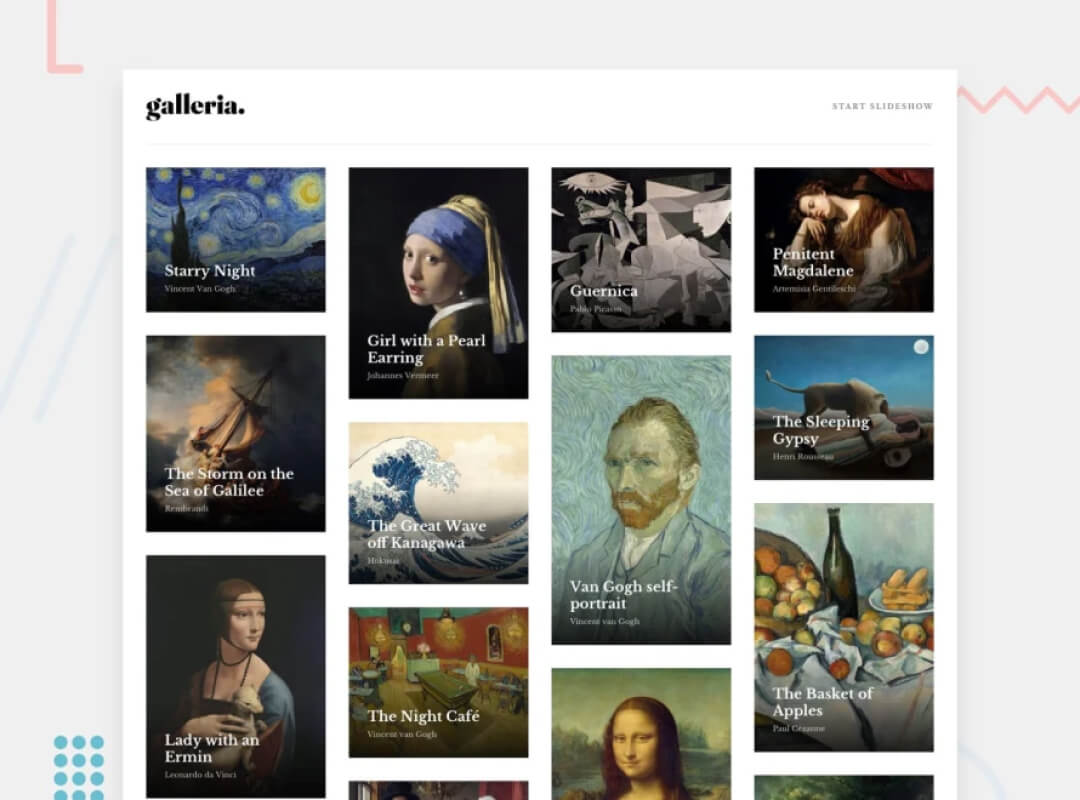 galleria.
START SLIDESHOW
Starry Night
Vincent Van Gogh
Girl with a Pearl
Earring
Johannes Vermeer
Guernica
Pablo Picasso
Penitent
Magdalene
Artemisia Gentileschi
The Storm on the
Sea of Galilee
Rembrandt
The Great Wave
off Kanagawa
Hokusai
Van Gogh self-
portrait
Vincent van Gogh
The Sleeping
Gypsy
Henri Rousseau
Lady with an
Ermin
Leonardo da Vinci
The Night Café
Vincent van Gogh
The Basket of
Apples
Paul Cezanne